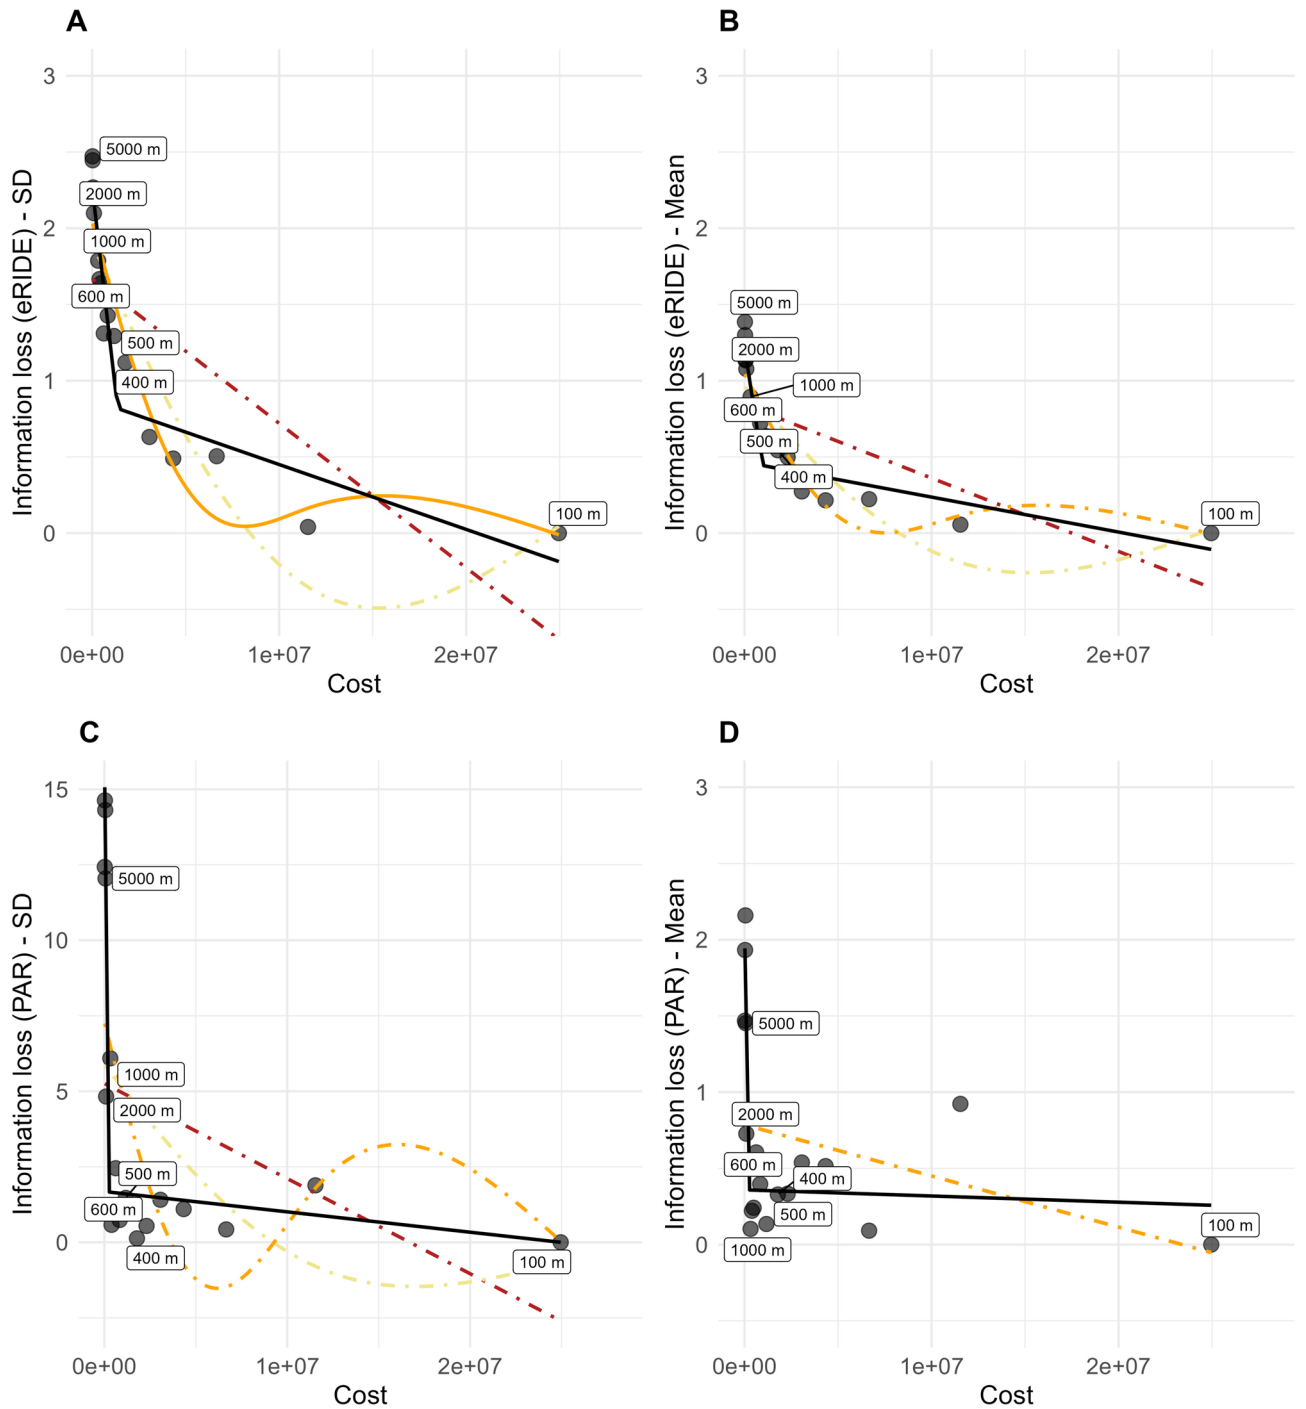 A
3
2
1
0
Information loss (eRIDE) - SD
5000 m
2000 m
1000 m
600 m
500 m
400 m
100 m
0e+00 1e+07 2e+07
Cost
B
3
2
1
0
Information loss (eRIDE) - Mean
5000 m
2000 m
1000 m
600 m
500 m
400 m
100 m
0e+00 1e+07 2e+07
Cost
C
15
10
5
0
Information loss (PAR) - SD
5000 m
1000 m
2000 m
500 m
600 m
400 m
100 m
0e+00 1e+07 2e+07
Cost
D
3
2
1
0
Information loss (PAR) - Mean
5000 m
2000 m
600 m
400 m
500 m
1000 m
100 m
0e+00 1e+07 2e+07
Cost